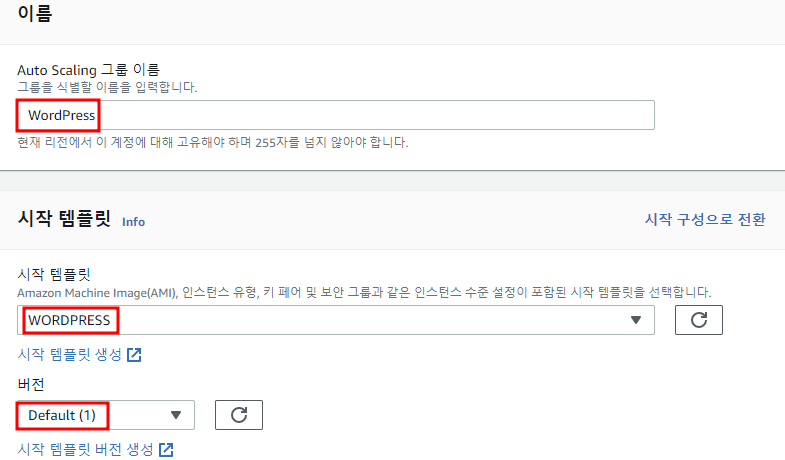 이름
Auto Scaling 그룹 이름
그룹을 식별할 이름을 입력합니다.
WordPress
현재 리전에서 이 계정에 대해 고유해야 하며 255자를 넘지 않아야 합니다.
시작 템플릿 Info 시작 구성으로 전환
시작 템플릿
Amazon Machine Image(AMI), 인스턴스 유형, 키 페어 및 보안 그룹과 같은 인스턴스 수준 설정이 포함된 시작 템플릿을 선택합니다.
WORDPRESS
시작 템플릿 생성
버전
Default (1)
시작 템플릿 버전 생성